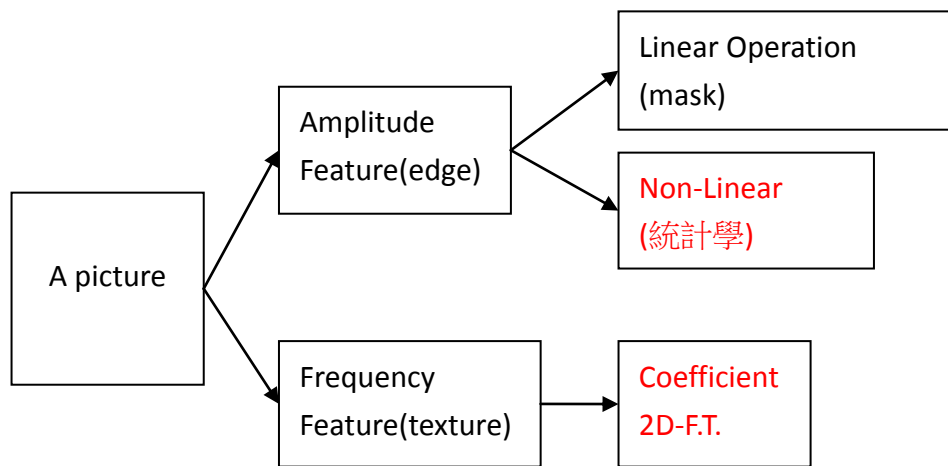 A picture
Amplitude
Feature(edge)
Linear Operation
(mask)
Non-Linear
(統計學)
Frequency
Feature(texture)
Coefficient
2D-F.T.